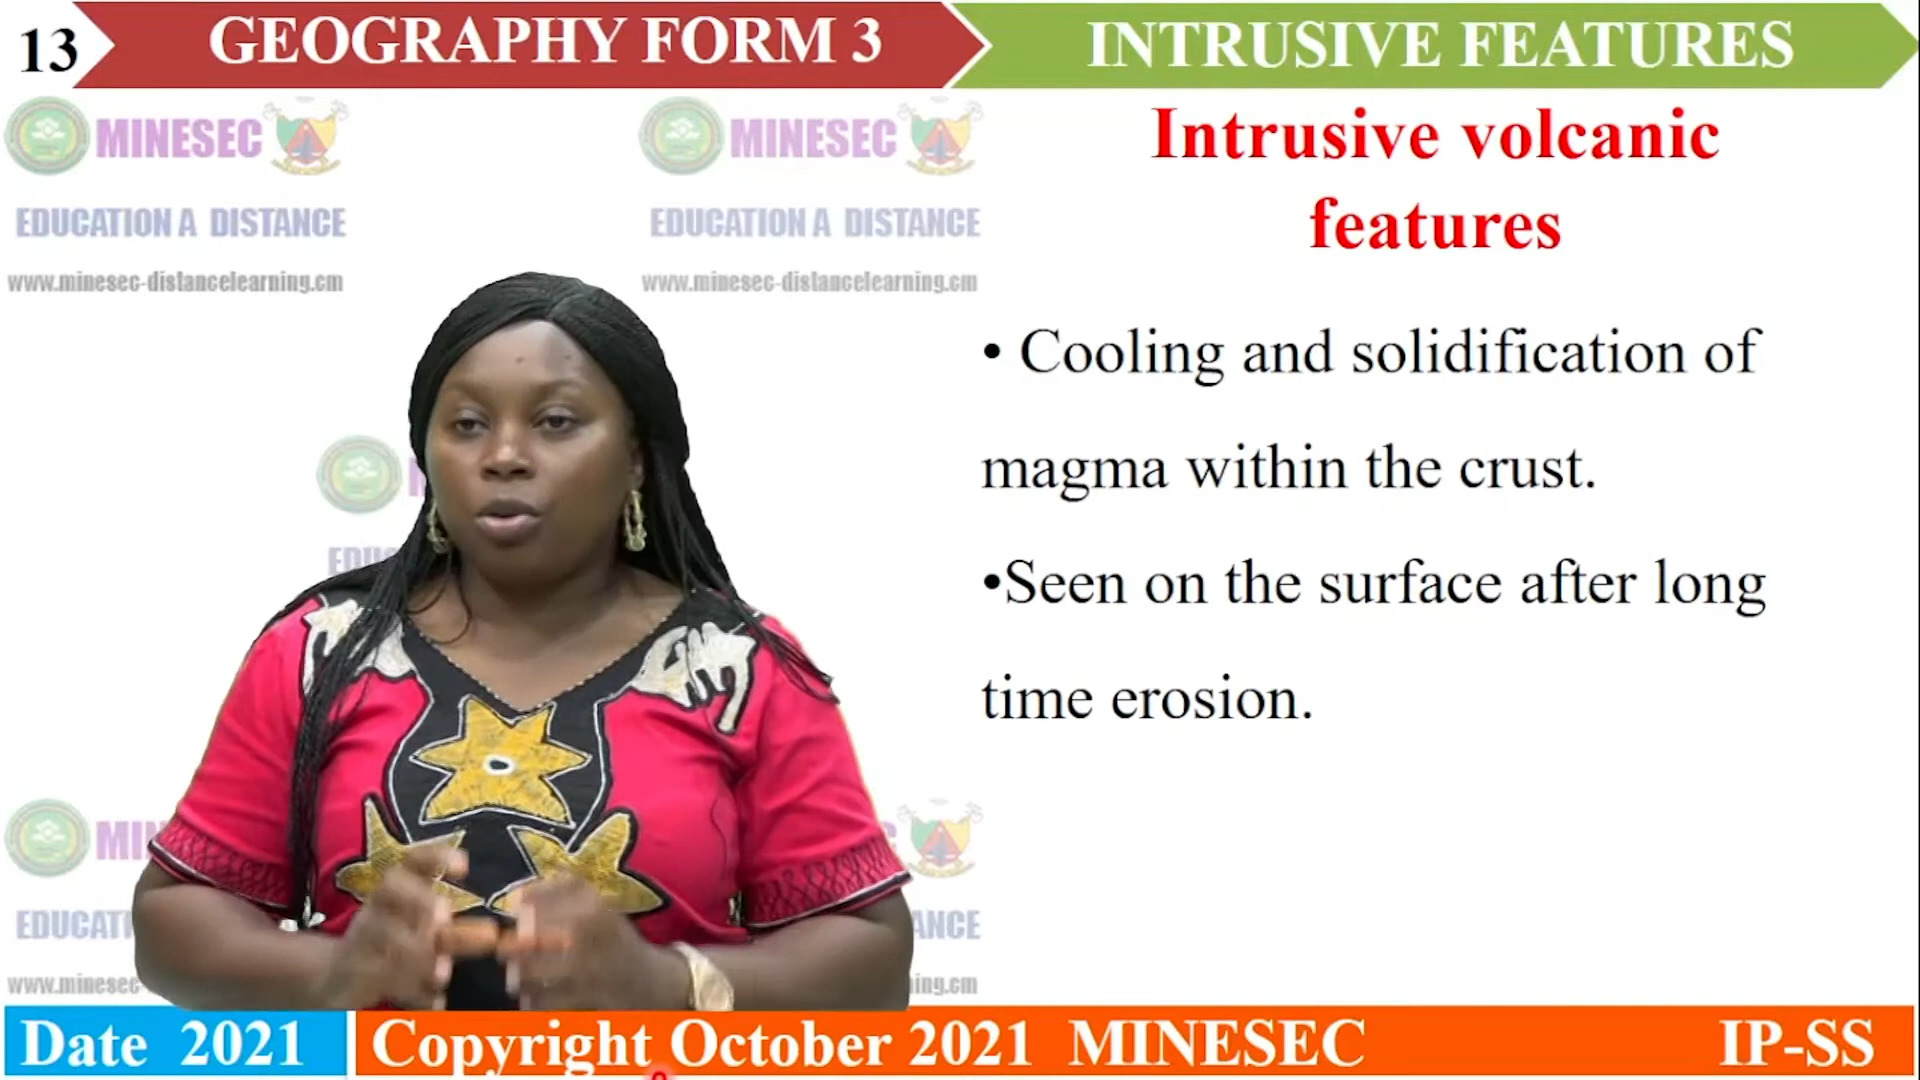 13
GEOGRAPHY FORM 3
INTRUSIVE FEATURES
MINESEC
EDUCATION A DISTANCE
www.minesec-distancelearning.cm
MINESEC
EDUCATION A DISTANCE
www.minesec-distancelearning.cm
Intrusive volcanic
features
• Cooling and solidification of
magma within the crust.
•Seen on the surface after long
time erosion.
Date 2021
Copyright October 2021 MINESEC
IP-SS